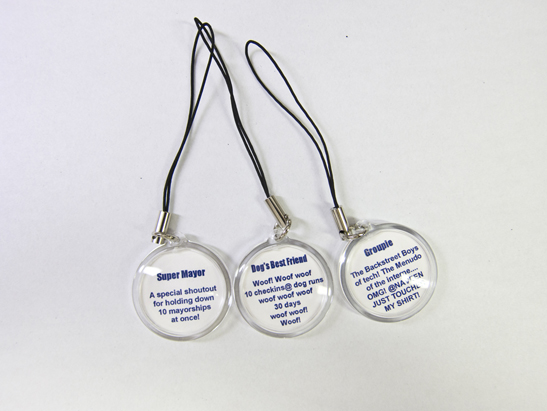 Super Mayor
A special shoutout
for holding down
10 mayorships
at once!
Dog's Best Friend
Woof! Woof woof
10 checkins@ dog runs
woof woof woof
30 days
woof woof!
Woof!
Groupie
The Backstreet Boys
of tech! The Menudo
of the interne....
OMG! @NAVEEN
JUST TOUCHED
MY SHIRT!